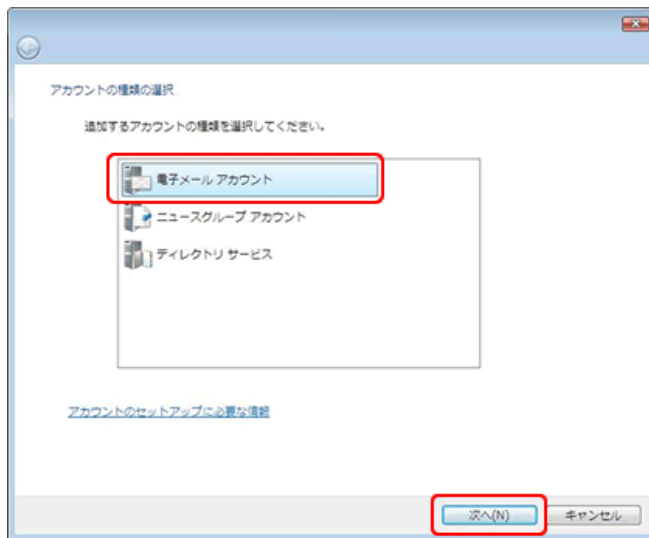 アカウントの種類の選択
追加するアカウントの種類を選択してください。
電子メール アカウント
ニュースグループ アカウント
ディレクトリ サービス
アカウントのセットアップに必要な情報
次へ(N)
キャンセル